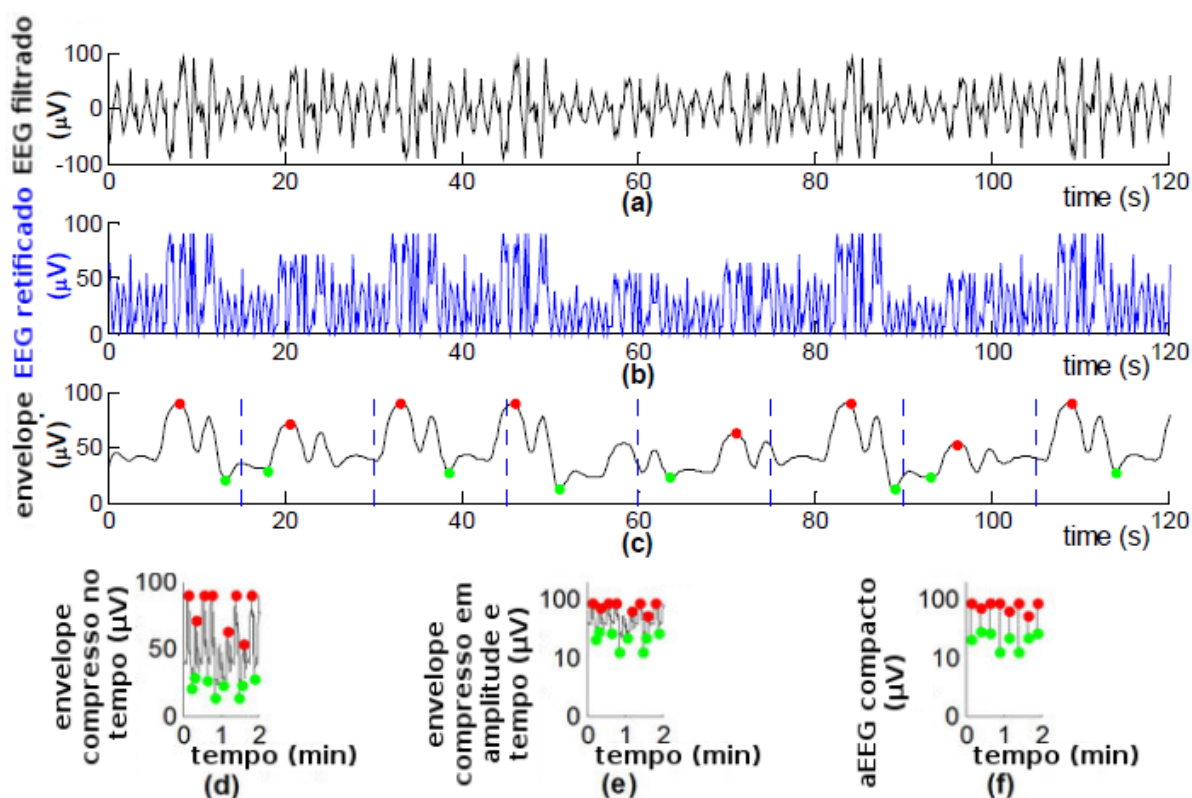 EEG filtrado
(µV)
100
0
-100
0 20 40 60 80 100 120
time (s)
(a)
EEG retificado
(µV)
100
50
0
0 20 40 60 80 100 120
time (s)
(b)
envelope
(µV)
100
50
0
0 20 40 60 80 100 120
time (s)
(c)
envelope
compresso no
tempo (µV)
100
50
0
0 1 2
tempo (min)
(d)
envelope
compresso em
amplitude e
tempo (µV)
100
10
0
0 1 2
tempo (min)
(e)
aEEG compacto
(µV)
100
10
0
0 1 2
tempo (min)
(f)